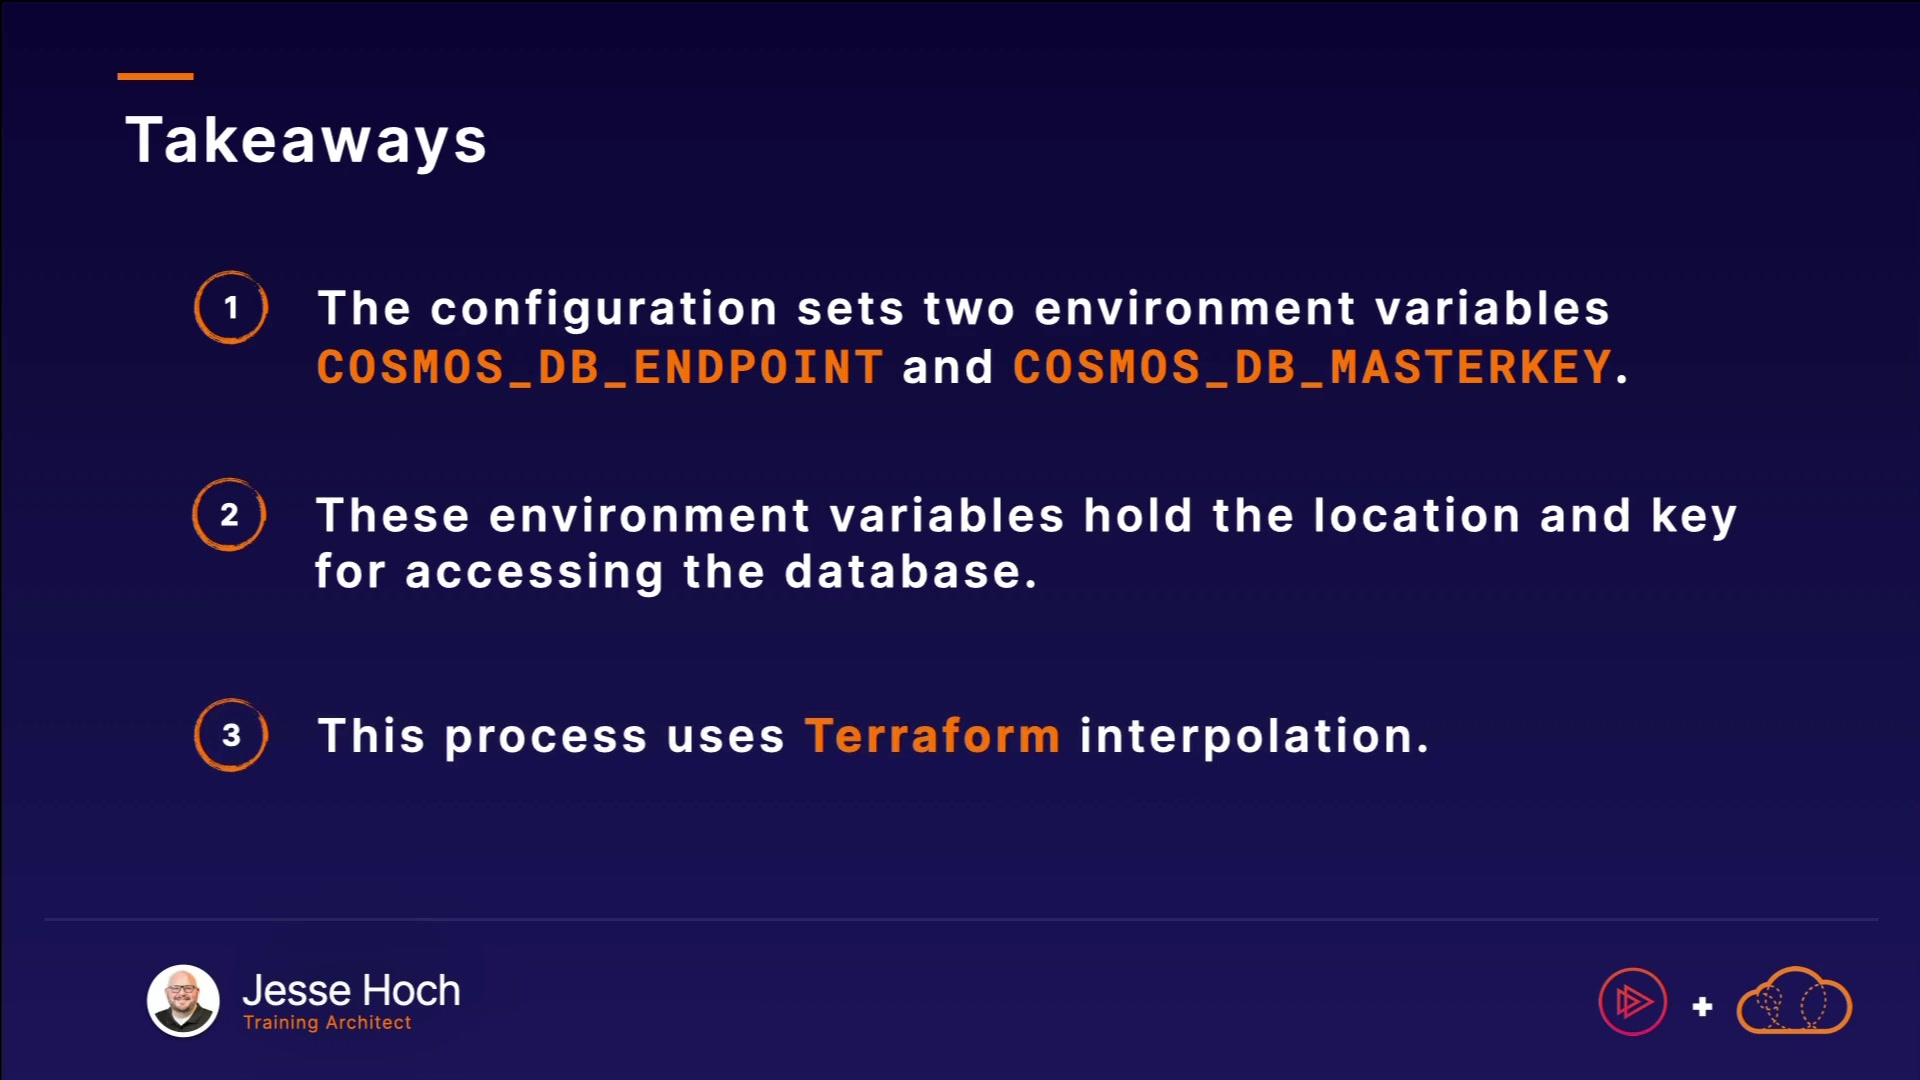 Takeaways
1
The configuration sets two environment variables
COSMOS_DB_ENDPOINT and COSMOS_DB_MASTERKEY.
2
These environment variables hold the location and key
for accessing the database.
3
This process uses Terraform interpolation.
Jesse Hoch
Training Architect
+